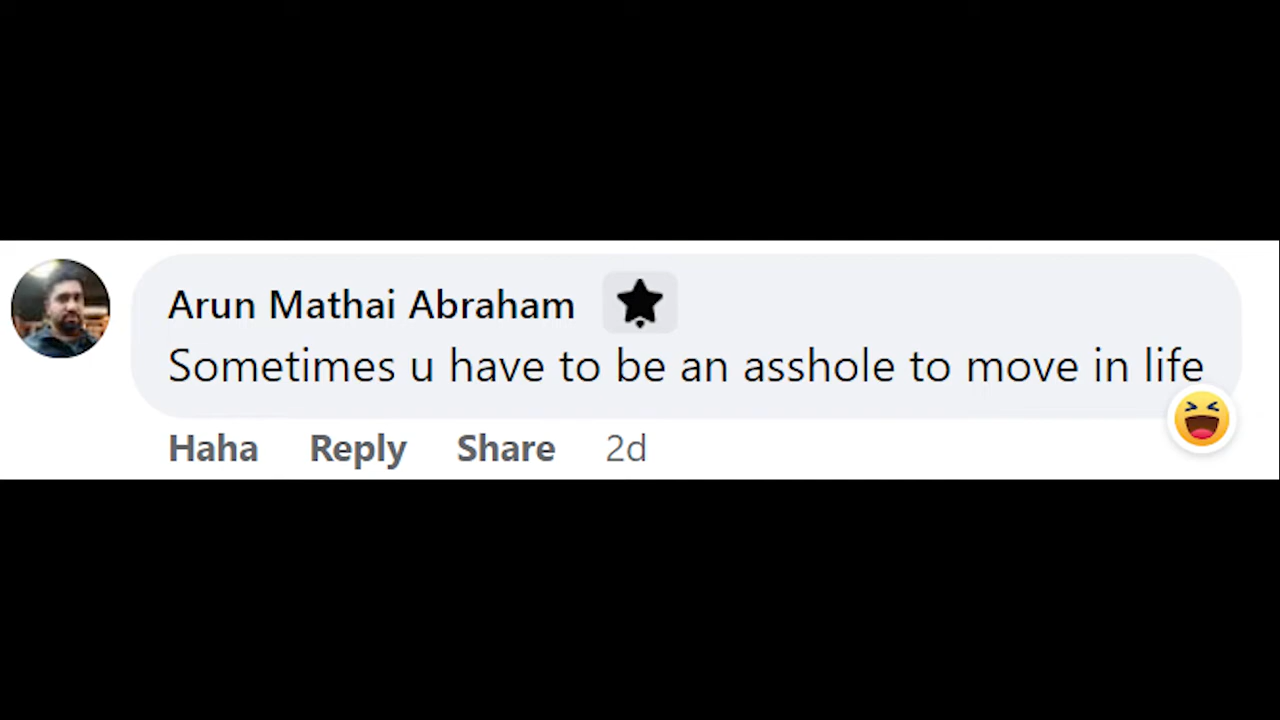 Arun Mathai Abraham
Sometimes u have to be an asshole to move in life
Haha Reply Share 2d